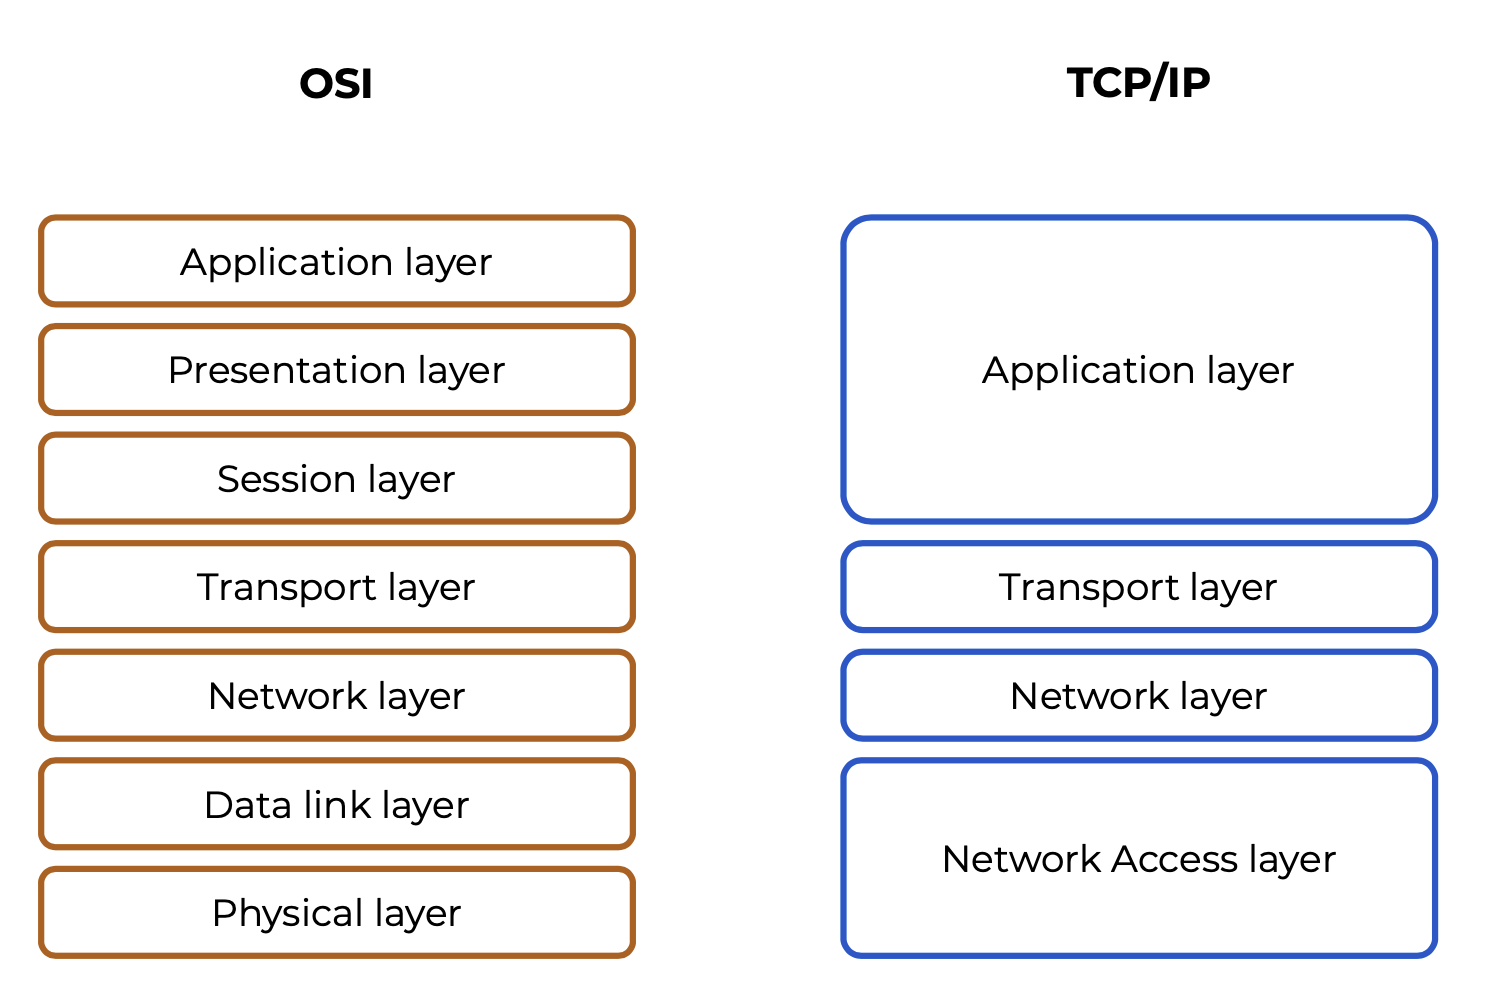 OSI
TCP/IP
Application layer
Presentation layer
Session layer
Transport layer
Network layer
Data link layer
Physical layer
Application layer
Transport layer
Network layer
Network Access layer